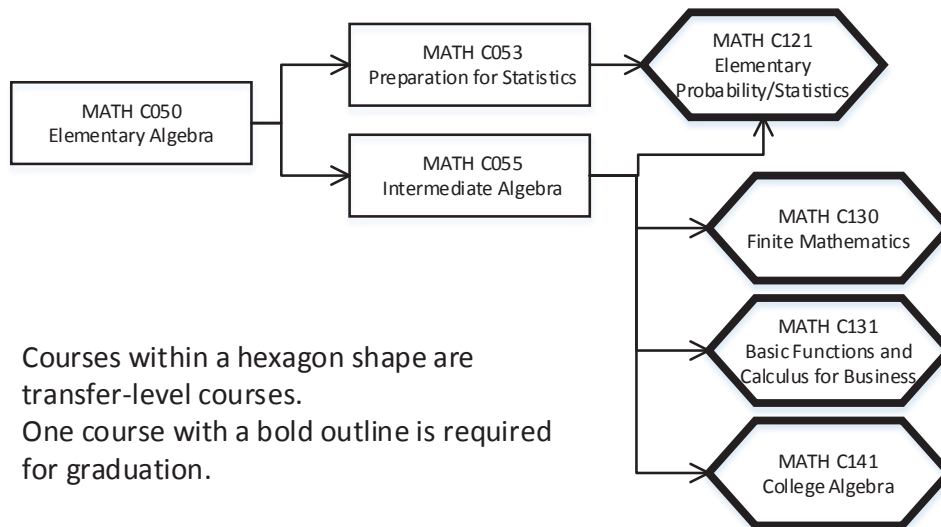 MATH C053
Preparation for Statistics
MATH C121
Elementary
Probability/Statistics
MATH C050
Elementary Algebra
MATH C055
Intermediate Algebra
MATH C130
Finite Mathematics
MATH C131
Basic Functions and
Calculus for Business
Courses within a hexagon shape are
transfer-level courses.
One course with a bold outline is required
for graduation.
MATH C141
College Algebra